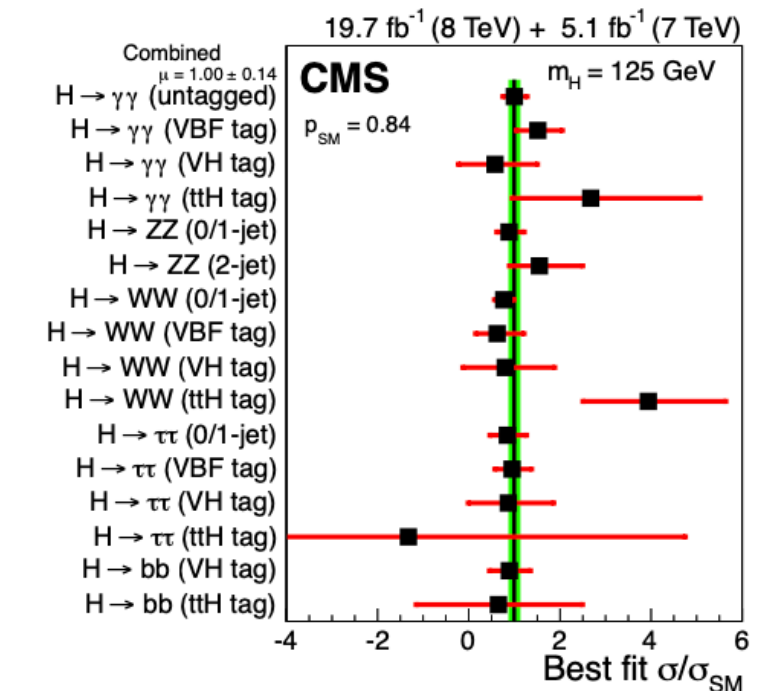 19.7 fb⁻¹ (8 TeV) + 5.1 fb⁻¹ (7 TeV)
Combined
μ = 1.00 ± 0.14
CMS
m_H = 125 GeV
p_SM = 0.84
H → γγ (untagged)
H → γγ (VBF tag)
H → γγ (VH tag)
H → γγ (ttH tag)
H → ZZ (0/1-jet)
H → ZZ (2-jet)
H → WW (0/1-jet)
H → WW (VBF tag)
H → WW (VH tag)
H → WW (ttH tag)
H → ττ (0/1-jet)
H → ττ (VBF tag)
H → ττ (VH tag)
H → ττ (ttH tag)
H → bb (VH tag)
H → bb (ttH tag)
-4 -2 0 2 4 6
Best fit σ/σ_SM